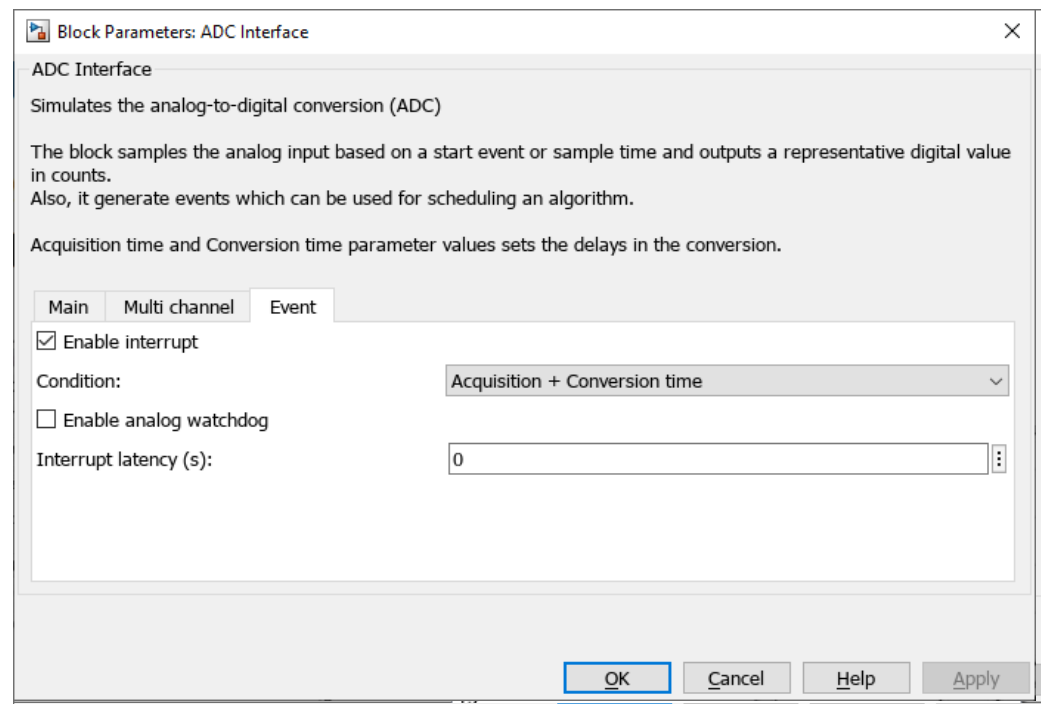 Block Parameters: ADC Interface
ADC Interface
Simulates the analog-to-digital conversion (ADC)
The block samples the analog input based on a start event or sample time and outputs a representative digital value
in counts.
Also, it generate events which can be used for scheduling an algorithm.
Acquisition time and Conversion time parameter values sets the delays in the conversion.
Main Multi channel Event
Enable interrupt
Condition: Acquisition + Conversion time
Enable analog watchdog
Interrupt latency (s): 0
OK Cancel Help Apply